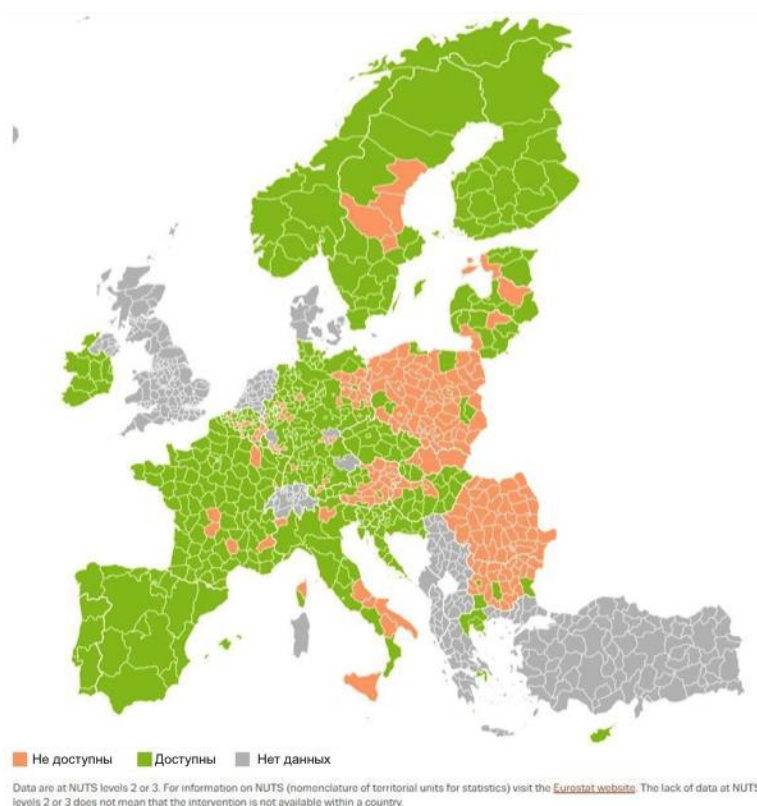 Не доступны Доступны Нет данных
Data are at NUTS levels 2 or 3. For information on NUTS (nomenclature of territorial units for statistics) visit the Eurostat website. The lack of data at NUTS
levels 2 or 3 does not mean that the intervention is not available within a country.